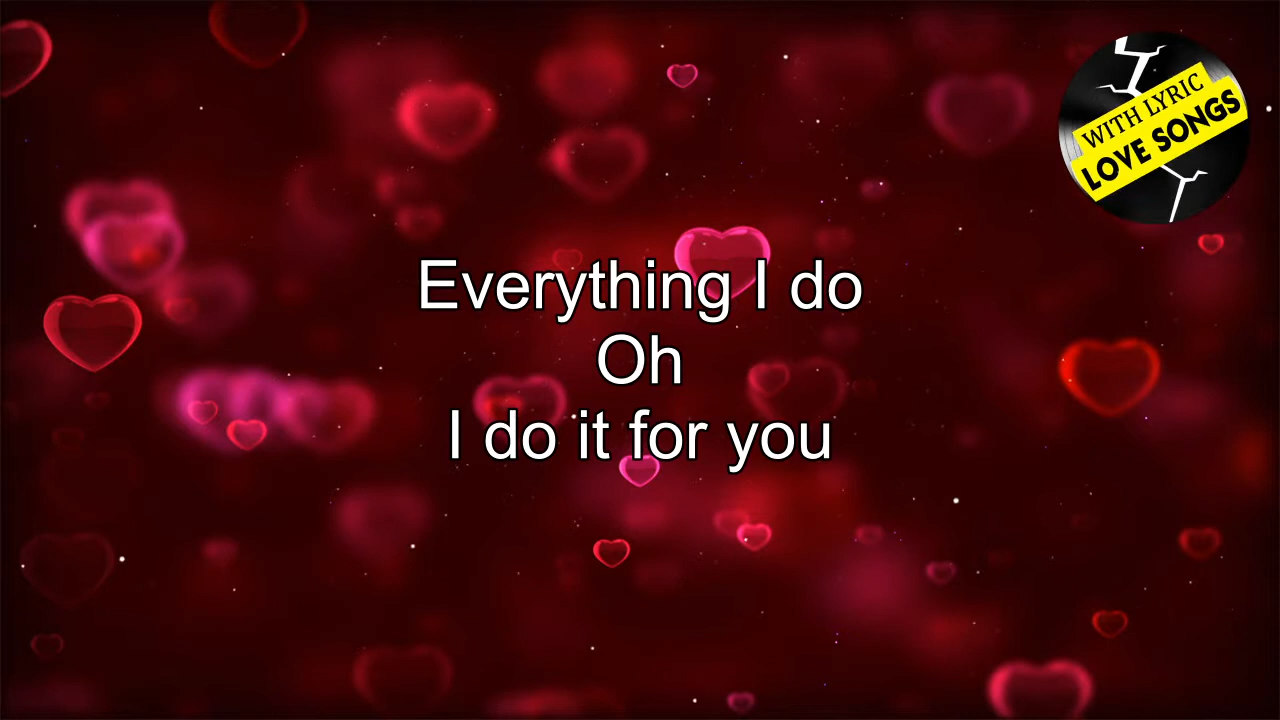 WITH LYRIC
LOVE SONGS
Everything I do
Oh
I do it for you